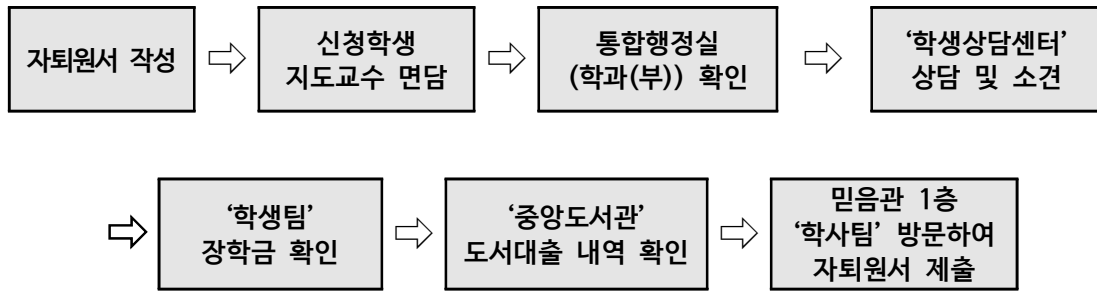 자퇴원서 작성
신청학생
지도교수 면담
통합행정실
(학과(부)) 확인
‘학생상담센터’
상담 및 소견
‘학생팀’
장학금 확인
‘중앙도서관’
도서대출 내역 확인
믿음관 1층
‘학사팀’ 방문하여
자퇴원서 제출